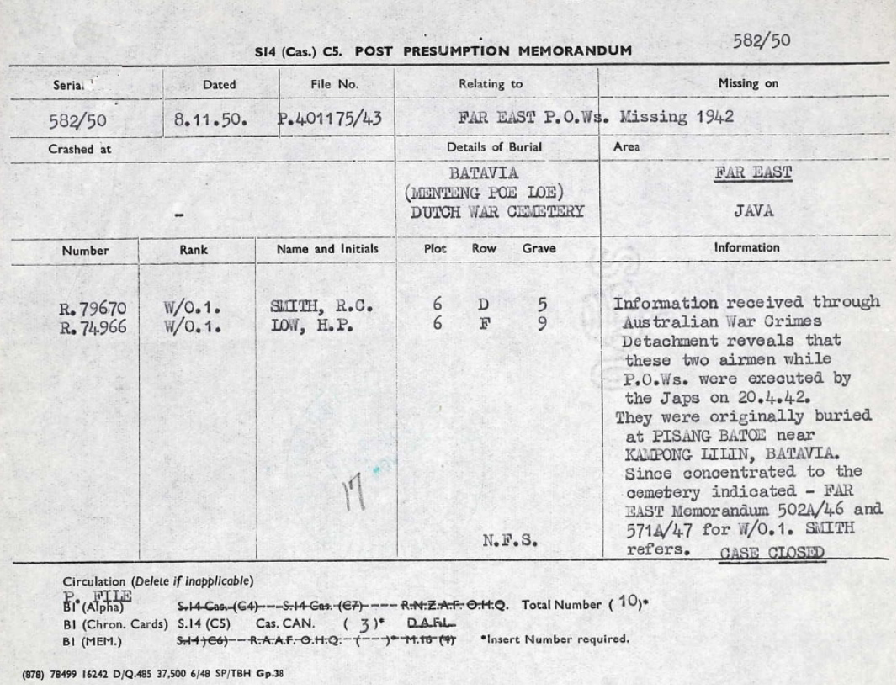 582/50
S14 (Cas.) C5. POST PRESUMPTION MEMORANDUM
Serial Dated File No. Relating to Missing on
582/50 8.11.50. P.401175/43 FAR EAST P.O.Ws. Missing 1942
Crashed at Details of Burial Area
BATAVIA FAR EAST
(MENTENG POE LOE)
- DUTCH WAR CEMETERY JAVA
Number Rank Name and Initials Plot Row Grave Information
R.79670 W/O.1. SMITH, R.C. 6 D 5 Information received through
R.74966 W/O.1. LOW, H.P. 6 F 9 Australian War Crimes
Detachment reveals that
these two airmen while
P.O.Ws. were executed by
the Japs on 20.4.42.
They were originally buried
at PISANG BATOE near
KAMPONG LILIN, BATAVIA.
Since concentrated to the
17 cemetery indicated - FAR
EAST Memorandum 502A/46 and
571A/47 for W/O.1. SMITH
N.F.S.
refers. CASE CLOSED
Circulation (Delete if inapplicable)
P. FILE
B1 (Alpha) S.14 Cas. (C4) S.14 Cas. (C7) R.N.Z.A.F. O.H.Q. Total Number (10)*
B1 (Chron. Cards) S.14 (C5) Cas. CAN. (3)* D.A.F.L.
B1 (MEM.) S.14 (C6) R.A.A.F. O.H.Q. ( )* *Insert Number required.
(878) 78499 16242 D/Q.485 37,500 6/48 SP/TBH Gp.38